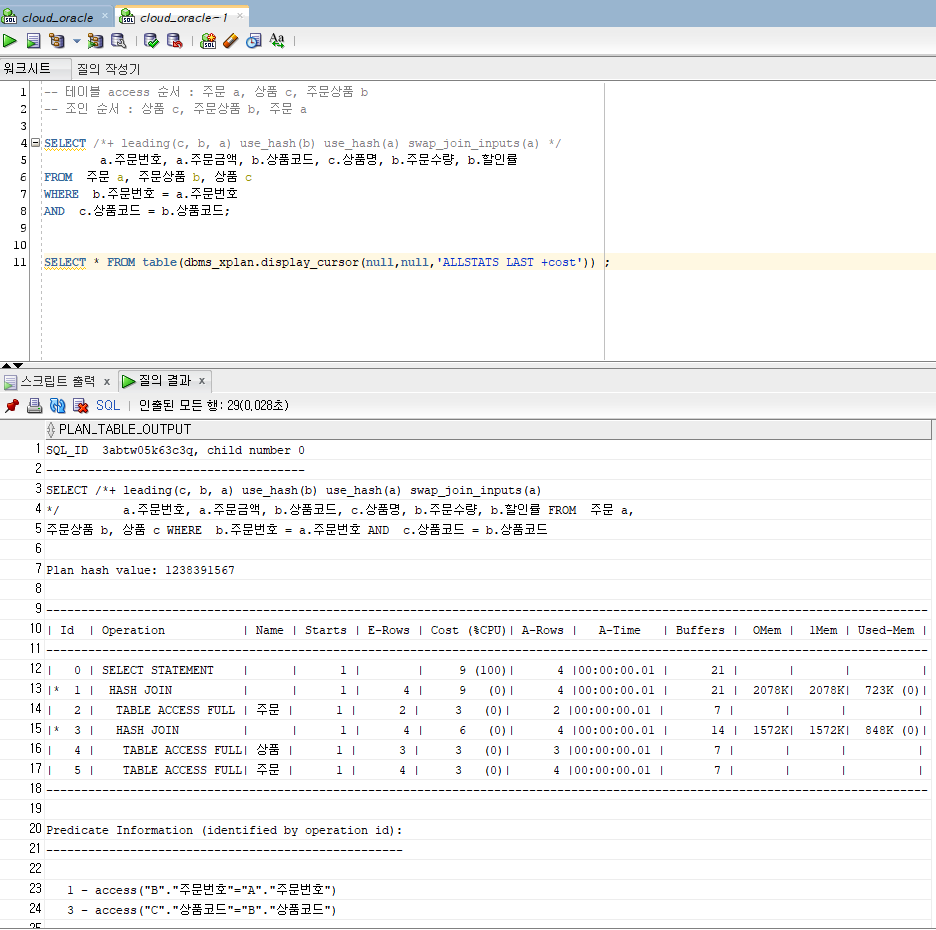 cloud_oracle × cloud_oracle~1 ×
워크시트 질의 작성기
1 -- 테이블 access 순서 : 주문 a, 상품 c, 주문상품 b
2 -- 조인 순서 : 상품 c, 주문상품 b, 주문 a
3
4 SELECT /*+ leading(c, b, a) use_hash(b) use_hash(a) swap_join_inputs(a) */
5 a.주문번호, a.주문금액, b.상품코드, c.상품명, b.주문수량, b.할인률
6 FROM 주문 a, 주문상품 b, 상품 c
7 WHERE b.주문번호 = a.주문번호
8 AND c.상품코드 = b.상품코드;
9
10
11 SELECT * FROM table(dbms_xplan.display_cursor(null,null,'ALLSTATS LAST +cost')) ;
스크립트 출력 × 질의 결과 ×
SQL | 인출된 모든 행: 29(0,028초)
PLAN_TABLE_OUTPUT
1 SQL_ID 3abtw05k63c3q, child number 0
2 -------------------------------------
3 SELECT /*+ leading(c, b, a) use_hash(b) use_hash(a) swap_join_inputs(a)
4 */ a.주문번호, a.주문금액, b.상품코드, c.상품명, b.주문수량, b.할인률 FROM 주문 a,
5 주문상품 b, 상품 c WHERE b.주문번호 = a.주문번호 AND c.상품코드 = b.상품코드
6
7 Plan hash value: 1238391567
8
9 ------------------------------------------------------------------------------------------------------------------------------
10 | Id | Operation | Name | Starts | E-Rows | Cost (%CPU)| A-Rows | A-Time | Buffers | OMem | 1Mem | Used-Mem |
11 ------------------------------------------------------------------------------------------------------------------------------
12 | 0 | SELECT STATEMENT | | 1 | | 9 (100)| 4 |00:00:00.01 | 21 | | | |
13 |* 1 | HASH JOIN | | 1 | 4 | 9 (0)| 4 |00:00:00.01 | 21 | 2078K| 2078K| 723K (0)|
14 | 2 | TABLE ACCESS FULL | 주문 | 1 | 2 | 3 (0)| 2 |00:00:00.01 | 7 | | | |
15 |* 3 | HASH JOIN | | 1 | 4 | 6 (0)| 4 |00:00:00.01 | 14 | 1572K| 1572K| 848K (0)|
16 | 4 | TABLE ACCESS FULL| 상품 | 1 | 3 | 3 (0)| 3 |00:00:00.01 | 7 | | | |
17 | 5 | TABLE ACCESS FULL| 주문 | 1 | 4 | 3 (0)| 4 |00:00:00.01 | 7 | | | |
18 ------------------------------------------------------------------------------------------------------------------------------
19
20 Predicate Information (identified by operation id):
21 ---------------------------------------------------
22
23 1 - access("B"."주문번호"="A"."주문번호")
24 3 - access("C"."상품코드"="B"."상품코드")
25